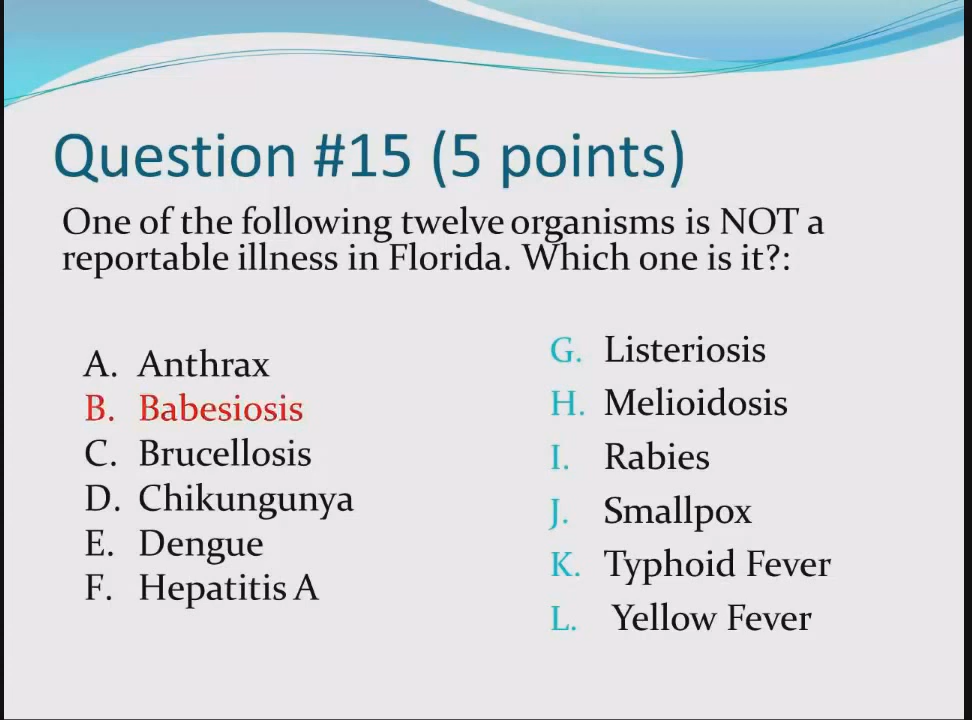 Question #15 (5 points)
One of the following twelve organisms is NOT a
reportable illness in Florida. Which one is it?:
A. Anthrax
B. Babesiosis
C. Brucellosis
D. Chikungunya
E. Dengue
F. Hepatitis A
G. Listeriosis
H. Melioidosis
I. Rabies
J. Smallpox
K. Typhoid Fever
L. Yellow Fever